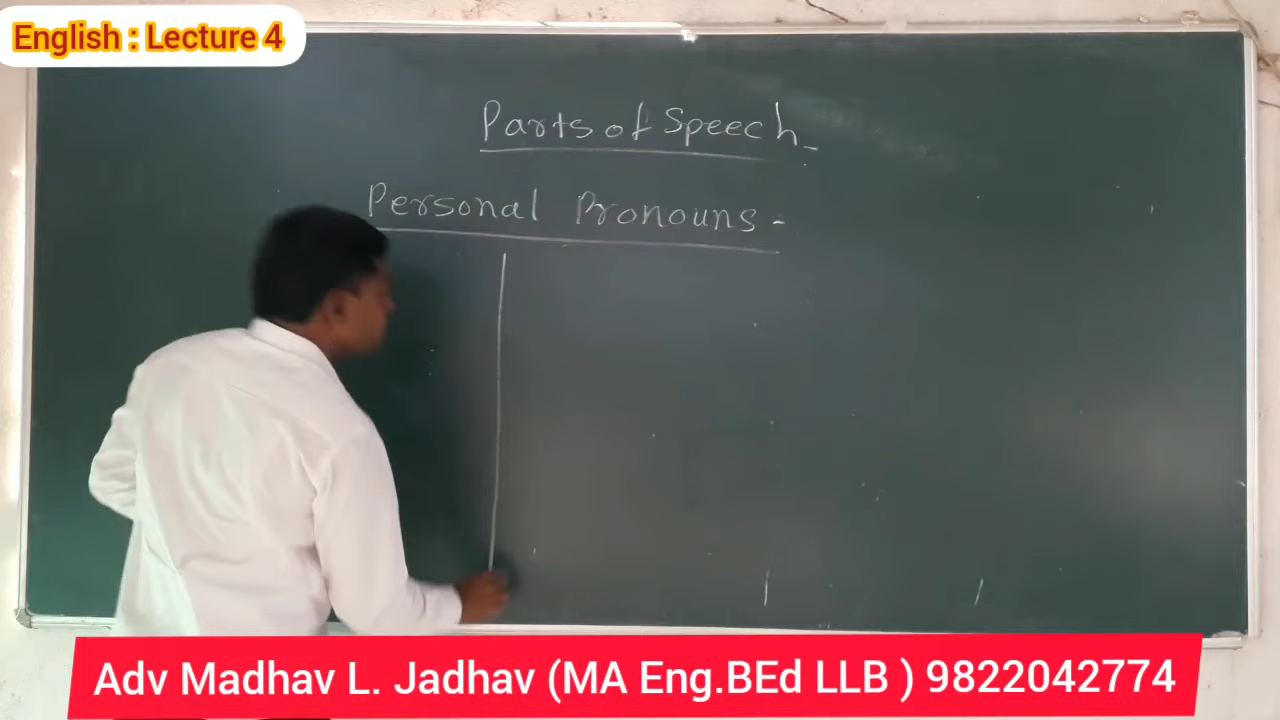 English : Lecture 4
Parts of Speech
Personal Pronouns -
Adv Madhav L. Jadhav (MA Eng.BEd LLB ) 9822042774